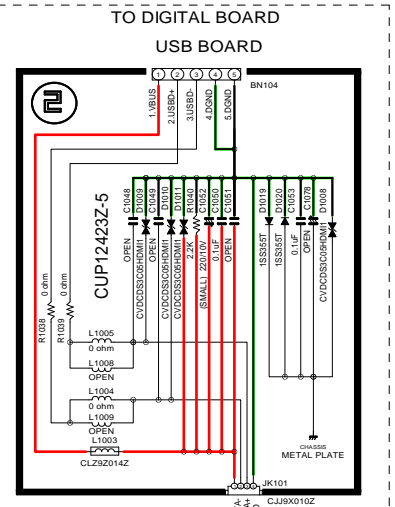 TO DIGITAL BOARD
USB BOARD
2
1 2 3 4 5
BN104
1.VBUS
2.USBD+
3.USBD-
4.DGND
5.DGND
CUP12423Z-5
C1048
OPEN
D1009
CVDCDS3C05HDMI1
C1049
OPEN
D1010
CVDCDS3C05HDMI1
D1011
CVDCDS3C05HDMI1
R1040
2.2K
C1052
(SMALL) 220/10V
C1050
0.1uF
C1051
OPEN
D1019
1SS355T
D1020
1SS355T
C1053
0.1uF
C1078
OPEN
D1008
CVDCDS3C05HDMI1
R1038
0 ohm
R1039
0 ohm
L1005
0 ohm
L1008
OPEN
L1004
0 ohm
L1009
OPEN
L1003
CLZ9Z014Z
CHASSIS
METAL PLATE
JK101
CJJ9X010Z